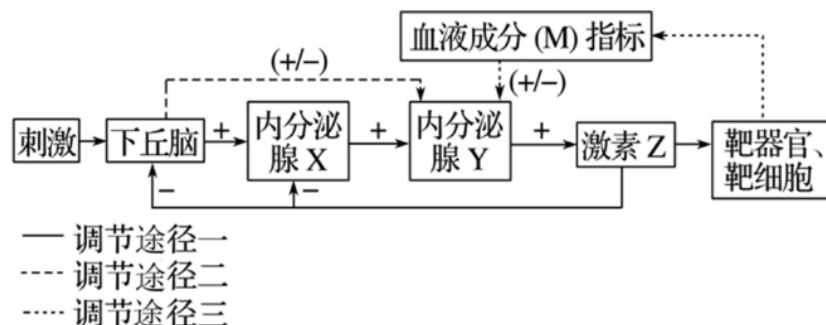 血液成分 (M) 指标
(+/−)
(+/−)
刺激
下丘脑
+
内分泌
腺 X
+
内分泌
腺 Y
+
激素 Z
靶器官、
靶细胞
−
−
调节途径一
调节途径二
调节途径三